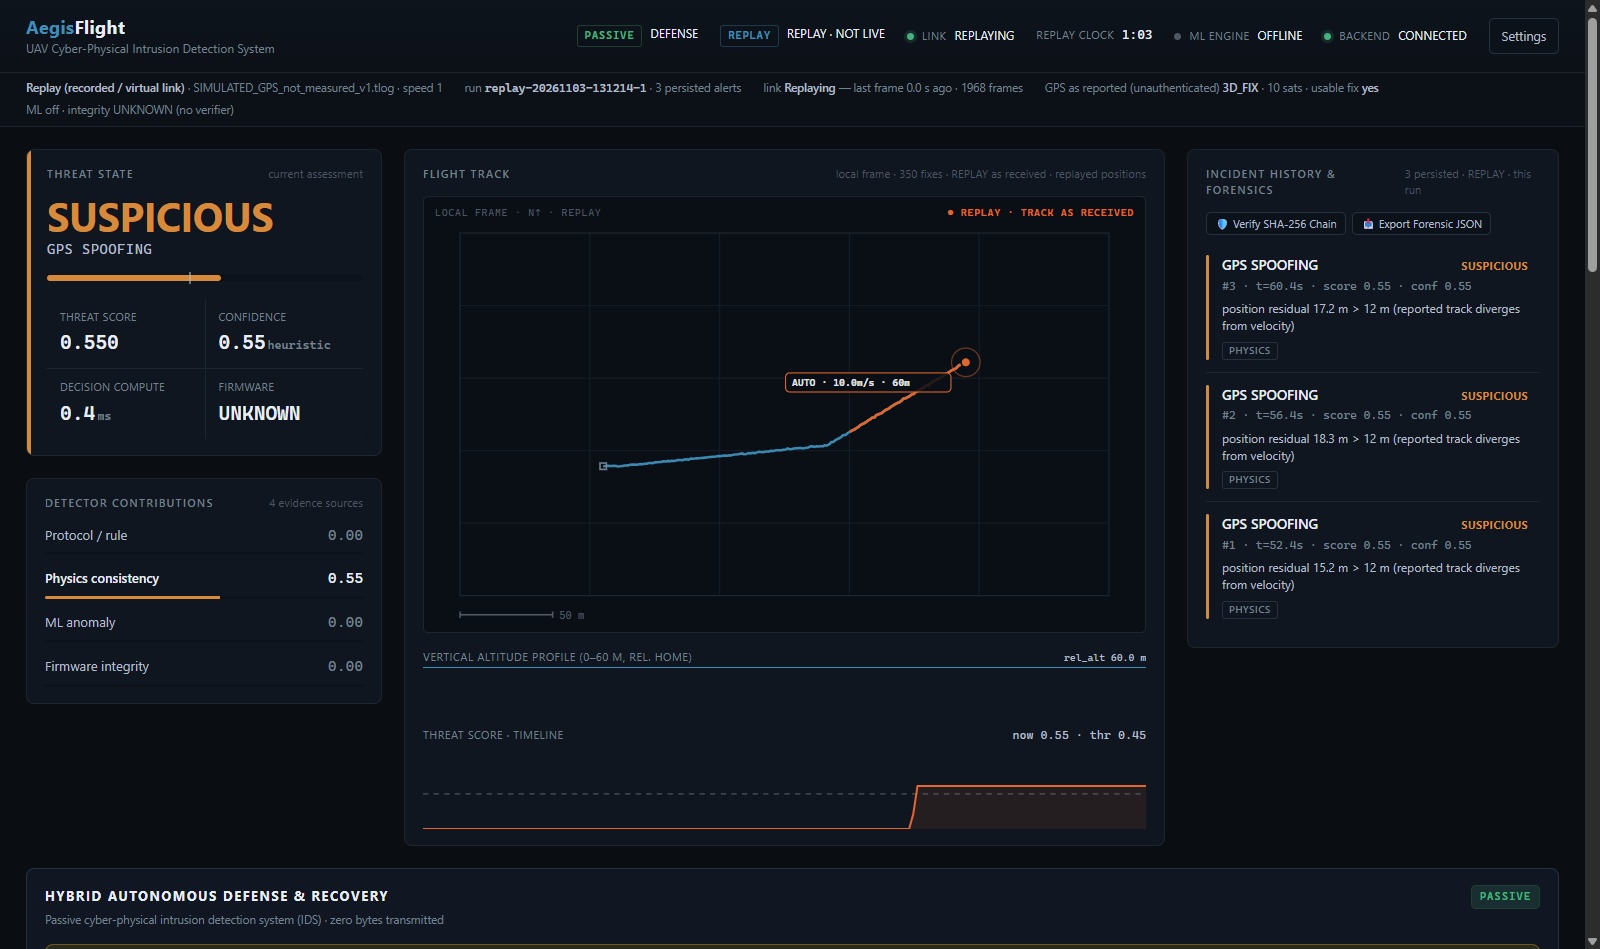 AegisFlight
UAV Cyber-Physical Intrusion Detection System
PASSIVE DEFENSE REPLAY REPLAY · NOT LIVE LINK REPLAYING REPLAY CLOCK 1:03 ML ENGINE OFFLINE BACKEND CONNECTED Settings
Replay (recorded / virtual link) · SIMULATED_GPS_not_measured_v1.tlog · speed 1 run replay-20261103-131214-1 · 3 persisted alerts link Replaying — last frame 0.0 s ago · 1968 frames GPS as reported (unauthenticated) 3D_FIX · 10 sats · usable fix yes
ML off · integrity UNKNOWN (no verifier)
THREAT STATE current assessment
SUSPICIOUS
GPS SPOOFING
THREAT SCORE CONFIDENCE
0.550 0.55 heuristic
DECISION COMPUTE FIRMWARE
0.4 ms UNKNOWN
DETECTOR CONTRIBUTIONS 4 evidence sources
Protocol / rule 0.00
Physics consistency 0.55
ML anomaly 0.00
Firmware integrity 0.00
FLIGHT TRACK local frame · 350 fixes · REPLAY as received · replayed positions
LOCAL FRAME · N↑ · REPLAY REPLAY · TRACK AS RECEIVED
AUTO · 10.0m/s · 60m
50 m
VERTICAL ALTITUDE PROFILE (0–60 M, REL. HOME) rel_alt 60.0 m
THREAT SCORE · TIMELINE now 0.55 · thr 0.45
INCIDENT HISTORY & FORENSICS
3 persisted · REPLAY · this run
Verify SHA-256 Chain Export Forensic JSON
GPS SPOOFING SUSPICIOUS
#3 · t=60.4s · score 0.55 · conf 0.55
position residual 17.2 m > 12 m (reported track diverges
from velocity)
PHYSICS
GPS SPOOFING SUSPICIOUS
#2 · t=56.4s · score 0.55 · conf 0.55
position residual 18.3 m > 12 m (reported track diverges
from velocity)
PHYSICS
GPS SPOOFING SUSPICIOUS
#1 · t=52.4s · score 0.55 · conf 0.55
position residual 15.2 m > 12 m (reported track diverges
from velocity)
PHYSICS
HYBRID AUTONOMOUS DEFENSE & RECOVERY PASSIVE
Passive cyber-physical intrusion detection system (IDS) · zero bytes transmitted